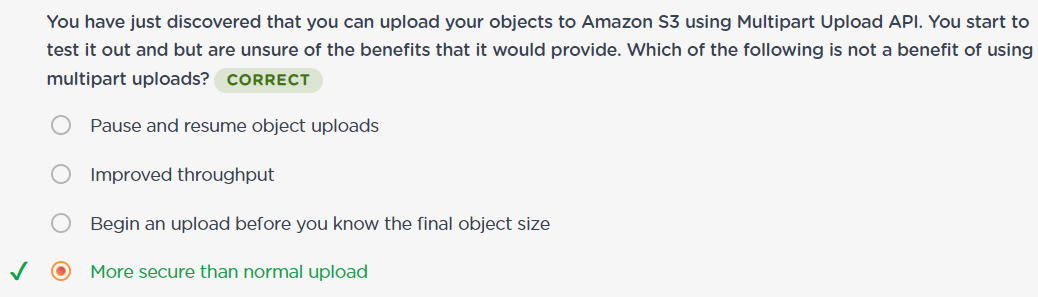 You have just discovered that you can upload your objects to Amazon S3 using Multipart Upload API. You start to
test it out and but are unsure of the benefits that it would provide. Which of the following is not a benefit of using
multipart uploads? CORRECT
Pause and resume object uploads
Improved throughput
Begin an upload before you know the final object size
More secure than normal upload